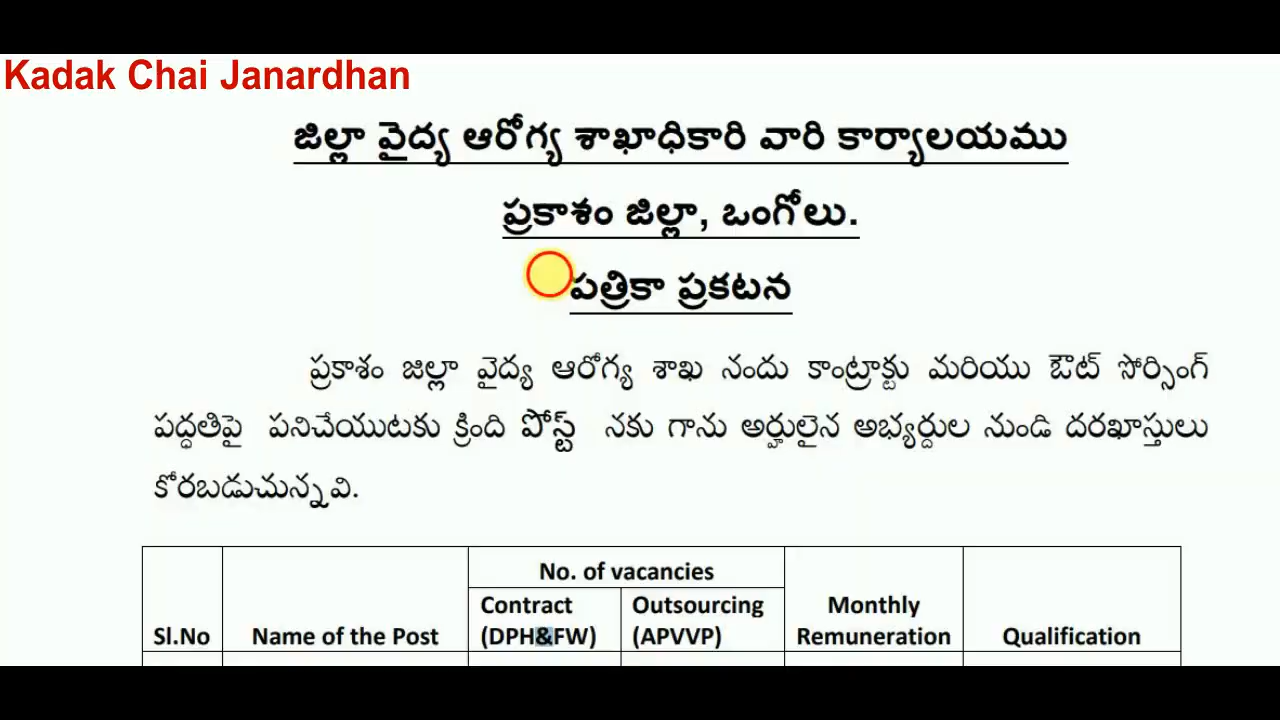 Kadak Chai Janardhan
జిల్లా వైద్య ఆరోగ్య శాఖాధికారి వారి కార్యాలయము
ప్రకాశం జిల్లా, ఒంగోలు.
పత్రికా ప్రకటన
ప్రకాశం జిల్లా వైద్య ఆరోగ్య శాఖ నందు కాంట్రాక్టు మరియు ఔట్ సోర్సింగ్
పద్ధతిపై పనిచేయుటకు క్రింది పోస్ట్ నకు గాను అర్హులైన అభ్యర్ధుల నుండి దరఖాస్తులు
కోరబడుచున్నవి.
No. of vacancies
Contract Outsourcing Monthly
Sl.No Name of the Post (DPH&FW) (APVVP) Remuneration Qualification